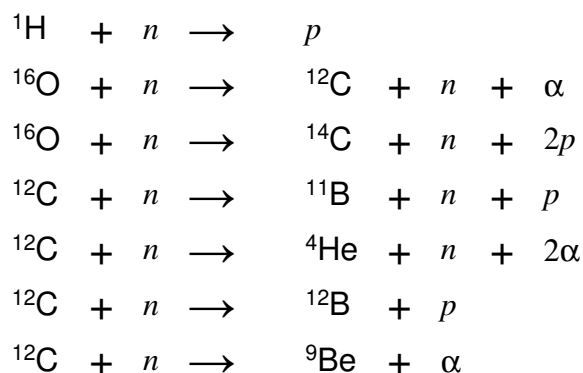 ¹H + n → p
¹⁶O + n → ¹²C + n + α
¹⁶O + n → ¹⁴C + n + 2p
¹²C + n → ¹¹B + n + p
¹²C + n → ⁴He + n + 2α
¹²C + n → ¹²B + p
¹²C + n → ⁹Be + α